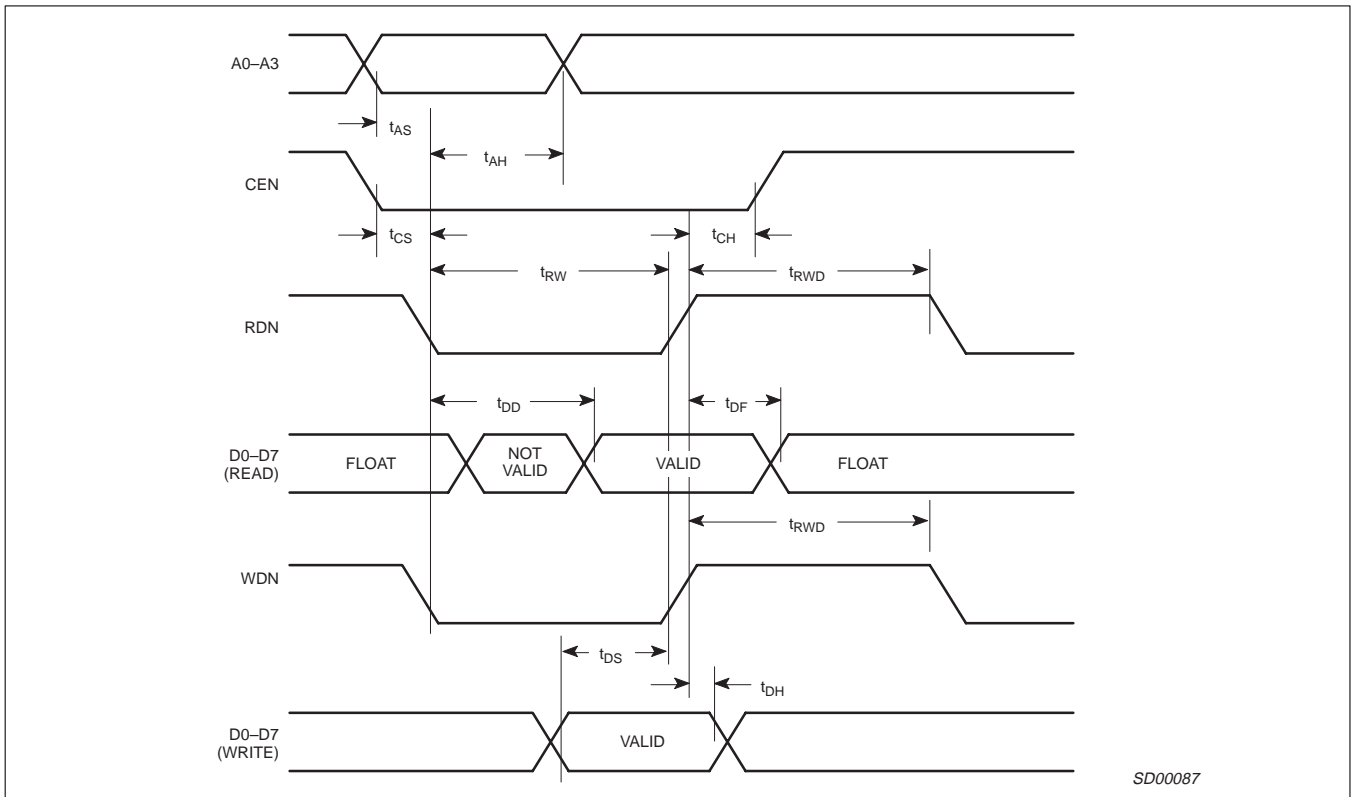 A0–A3
tAS
tAH
CEN
tCS
tCH
tRW
tRWD
RDN
tDD
tDF
D0–D7
(READ)
FLOAT
NOT
VALID
VALID
FLOAT
tRWD
WDN
tDS
tDH
D0–D7
(WRITE)
VALID
SD00087